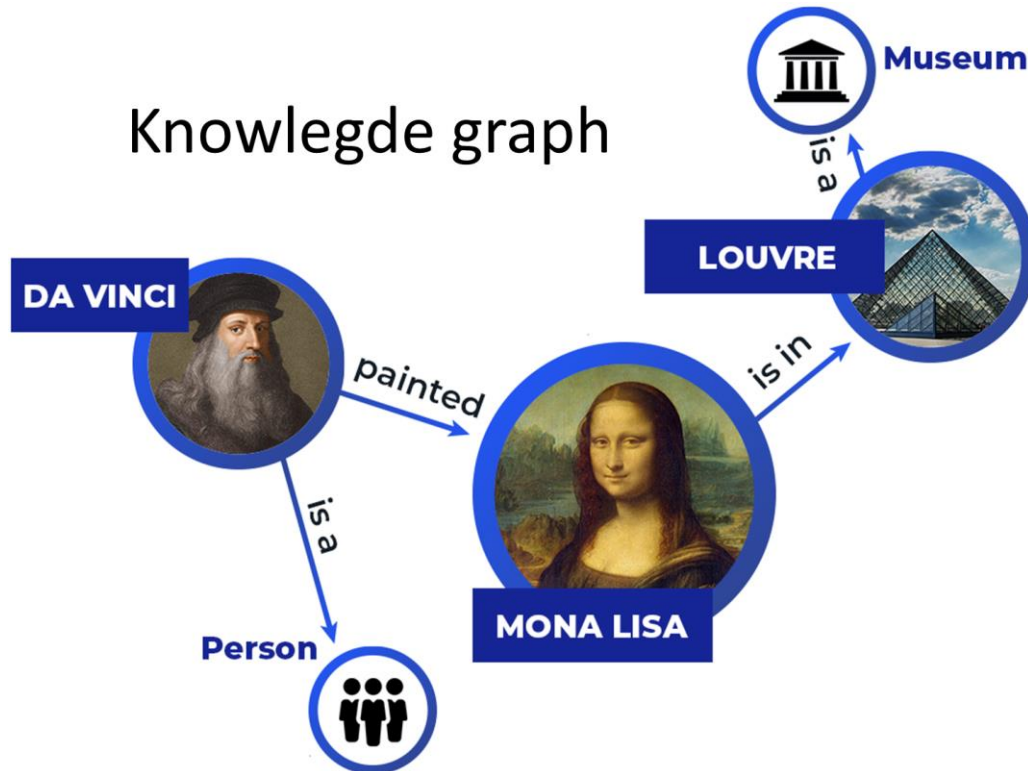 Museum
Knowlegde graph
is a
LOUVRE
DA VINCI
painted
is in
is a
MONA LISA
Person